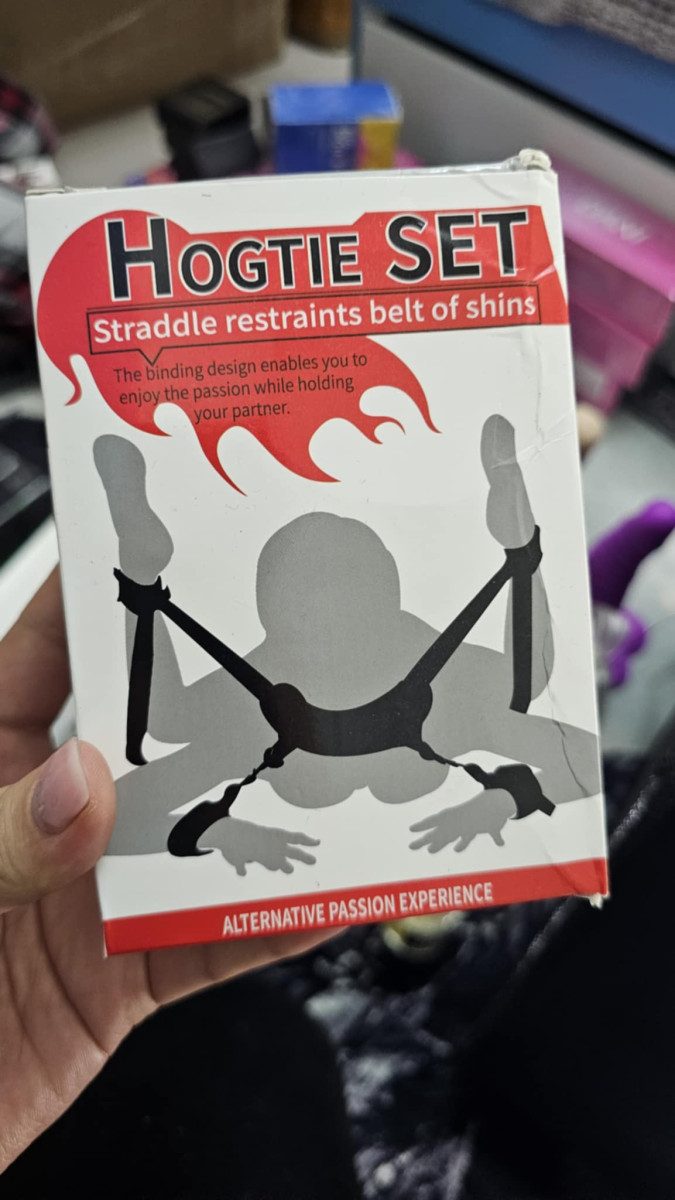 HOGTIE SET
Straddle restraints belt of shins
The binding design enables you to
enjoy the passion while holding
your partner.
ALTERNATIVE PASSION EXPERIENCE